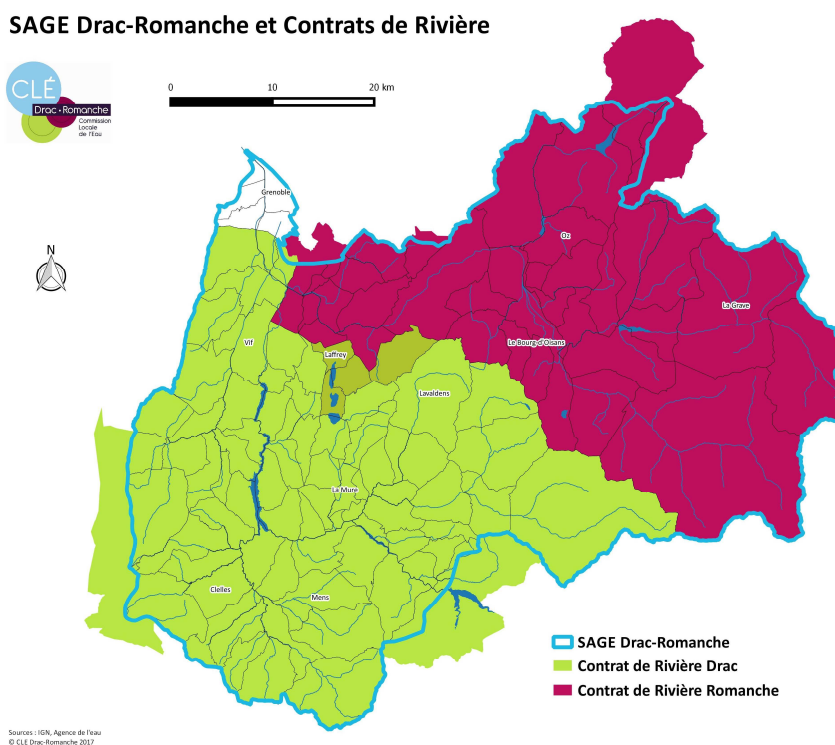 SAGE Drac-Romanche et Contrats de Rivière
CLÉ
Drac•Romanche
Commission
Locale
de l'Eau
0 10 20 km
Grenoble
N
Oz
La Grave
Vif
Le Bourg-d'Oisans
Laffrey
Lavaldens
La Mure
Clelles
Mens
SAGE Drac-Romanche
Contrat de Rivière Drac
Contrat de Rivière Romanche
Sources : IGN, Agence de l'eau
© CLE Drac-Romanche 2017